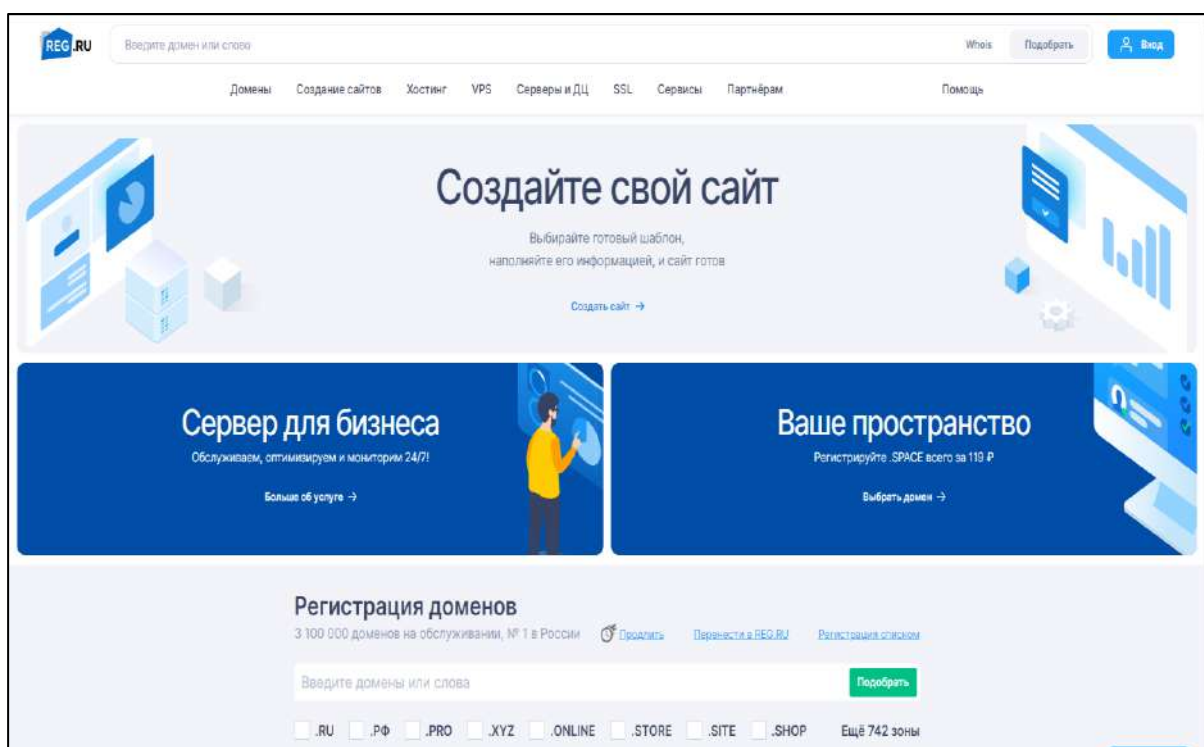 REG.RU
Введите домен или слово
Whois
Подобрать
Вход
Домены Создание сайтов Хостинг VPS Серверы и ДЦ SSL Сервисы Партнёрам Помощь
Создайте свой сайт
Выбирайте готовый шаблон,
наполняйте его информацией, и сайт готов
Создать сайт →
Сервер для бизнеса
Обслуживаем, оптимизируем и мониторим 24/7!
Больше об услуге →
Ваше пространство
Регистрируйте .SPACE всего за 119 ₽
Выбрать домен →
Регистрация доменов
3 100 000 доменов на обслуживании, № 1 в России
Продлить
Перенести в REG.RU
Регистрация списком
Введите домены или слова
Подобрать
.RU .РФ .PRO .XYZ .ONLINE .STORE .SITE .SHOP Ещё 742 зоны